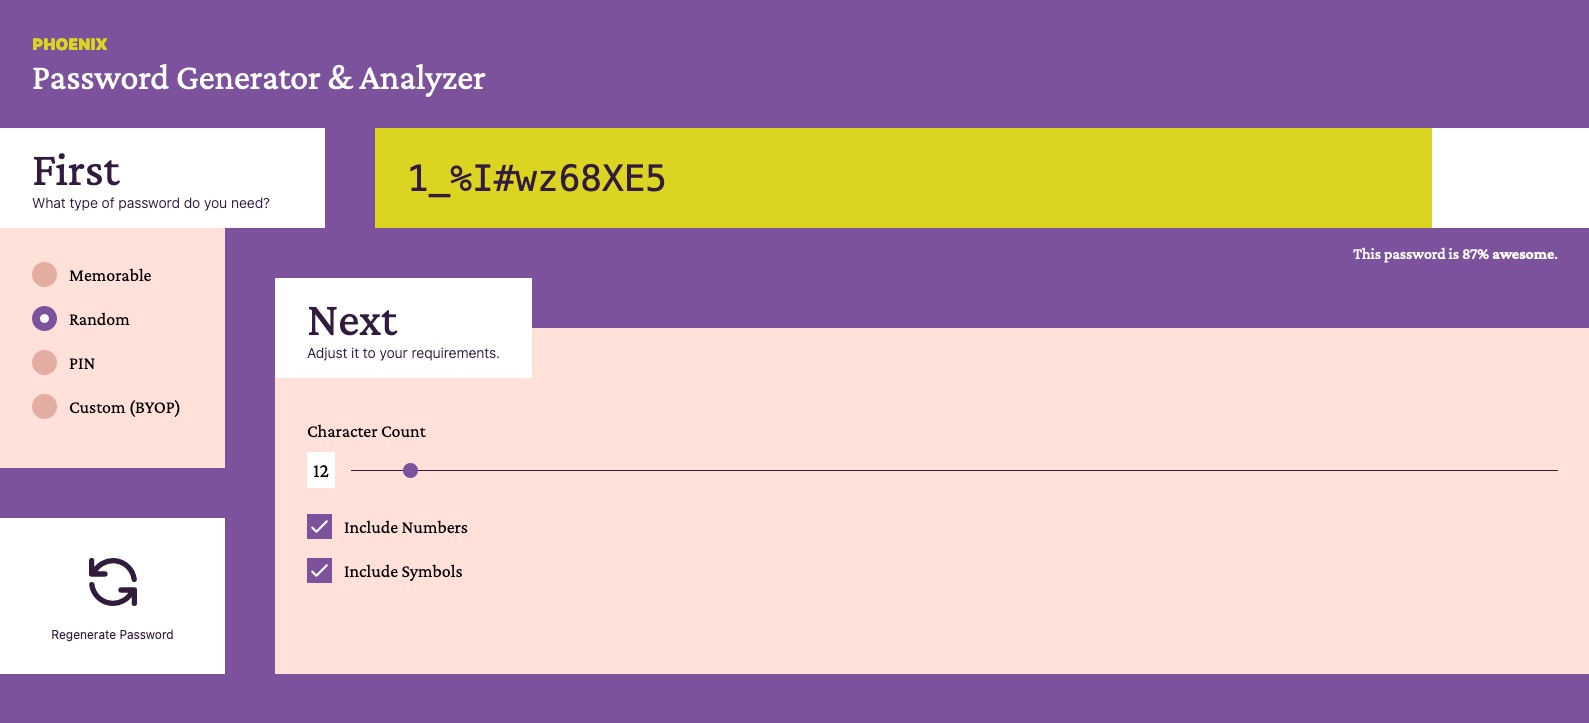 PHOENIX
Password Generator & Analyzer
First
What type of password do you need?
1_%I#wz68XE5
This password is 87% awesome.
Memorable
Random
PIN
Custom (BYOP)
Next
Adjust it to your requirements.
Character Count
12
Include Numbers
Include Symbols
Regenerate Password